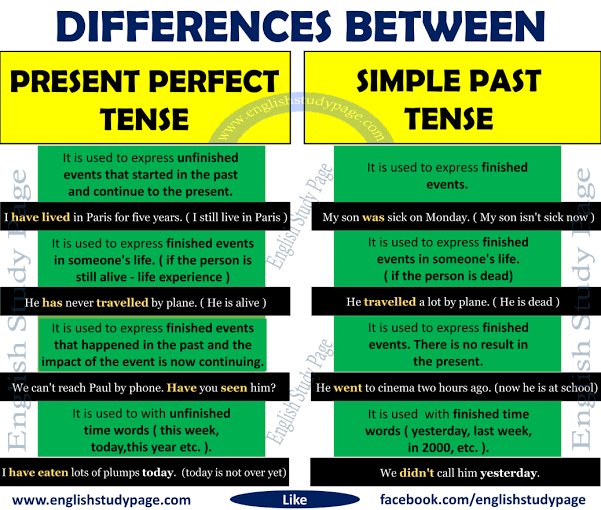 DIFFERENCES BETWEEN
PRESENT PERFECT
TENSE
It is used to express unfinished
events that started in the past
and continue to the present.
I have lived in Paris for five years. ( I still live in Paris )
It is used to express finished events
in someone's life. ( if the person is
still alive - life experience )
He has never travelled by plane. ( He is alive )
It is used to express finished events
that happened in the past and the
impact of the event is now continuing.
We can't reach Paul by phone. Have you seen him?
It is used to with unfinished
time words ( this week,
today,this year etc. ).
I have eaten lots of plumps today.  (today is not over yet)
SIMPLE PAST
TENSE
It is used to express finished
events.
My son was sick on Monday. ( My son isn't sick now )
It is used to express finished
events in someone's life.
( if the person is dead)
He travelled a lot by plane. ( He is dead )
It is used to express finished
events. There is no result in
the present.
He went to cinema two hours ago. (now he is at school)
It is used  with finished time
words ( yesterday, last week,
in 2000, etc. ).
We didn't call him yesterday.
www.englishstudypage.com
English Study Page
English Study Page
English Study Page
English Study Page
www.englishstudypage.com
Like
facebook.com/englishstudypage